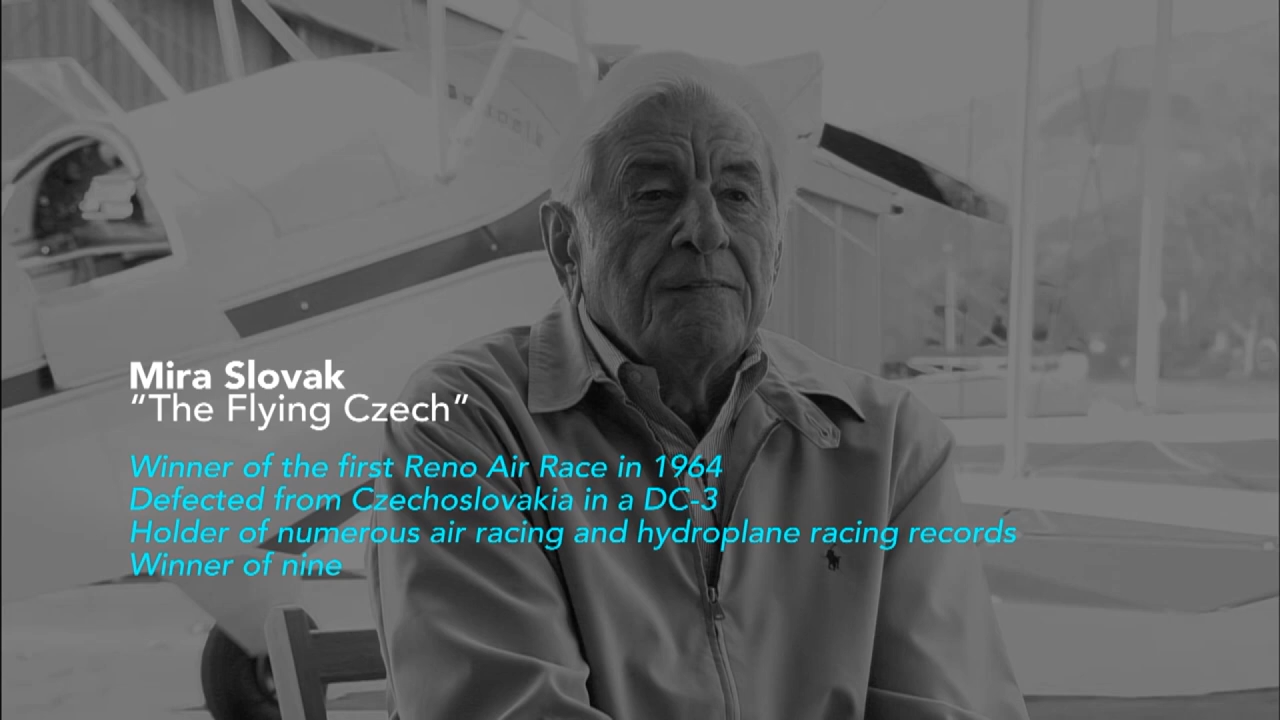 Mira Slovak
“The Flying Czech”
Winner of the first Reno Air Race in 1964
Defected from Czechoslovakia in a DC-3
Holder of numerous air racing and hydroplane racing records
Winner of nine